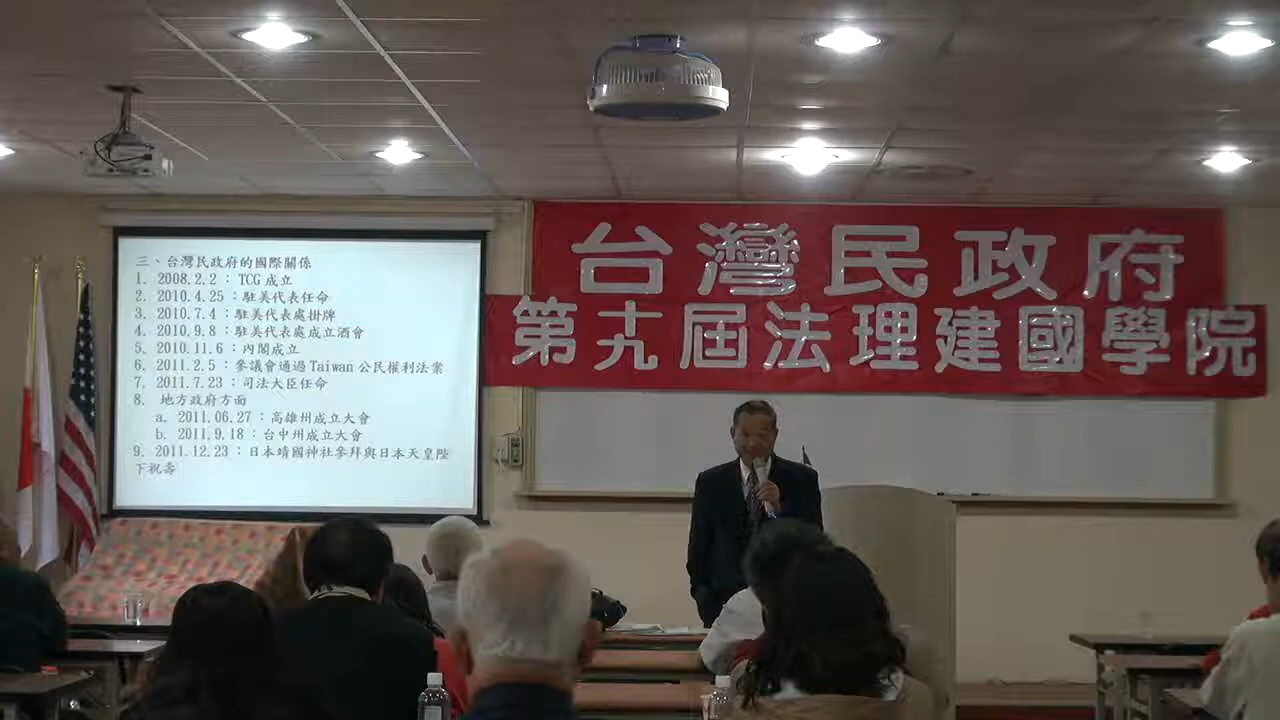 台灣民政府
第十九屆法理建國學院
三、台灣民政府的國際關係
1. 2008.2.2：TCG成立
2. 2010.4.25：駐美代表任命
3. 2010.7.4：駐美代表處掛牌
4. 2010.9.8：駐美代表處成立酒會
5. 2010.11.6：內閣成立
6. 2011.2.5：參議會通過Taiwan公民權利法案
7. 2011.7.23：司法大臣任命
8. 地方政府方面
a. 2011.06.27：高雄州成立大會
b. 2011.9.18：台中州成立大會
9. 2011.12.23：日本靖國神社參拜與日本天皇陛
下祝壽